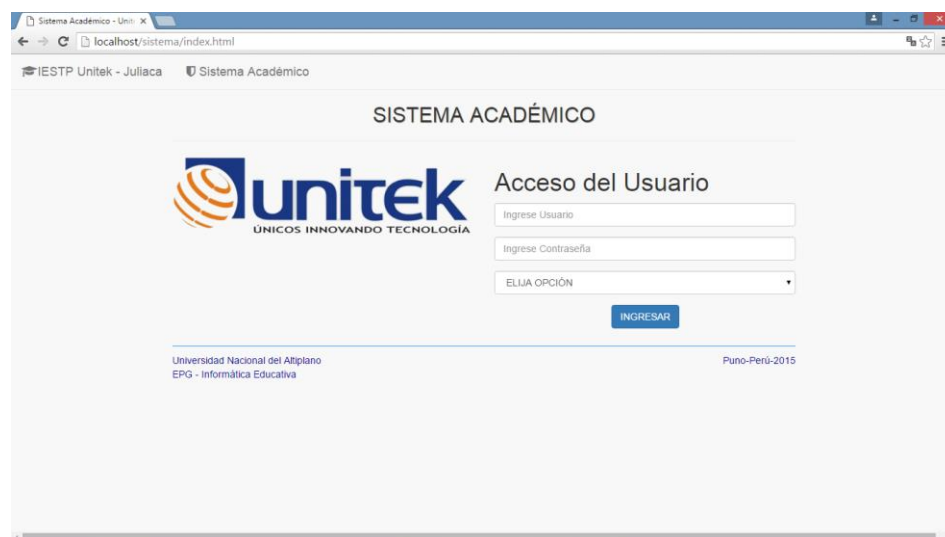 Sistema Académico - Uni
localhost/sistema/index.html
IESTP Unitek - Juliaca Sistema Académico
SISTEMA ACADÉMICO
unitek
ÚNICOS INNOVANDO TECNOLOGÍA
Acceso del Usuario
Ingrese Usuario
Ingrese Contraseña
ELIJA OPCIÓN
INGRESAR
Universidad Nacional del Altiplano
EPG - Informática Educativa
Puno-Perú-2015